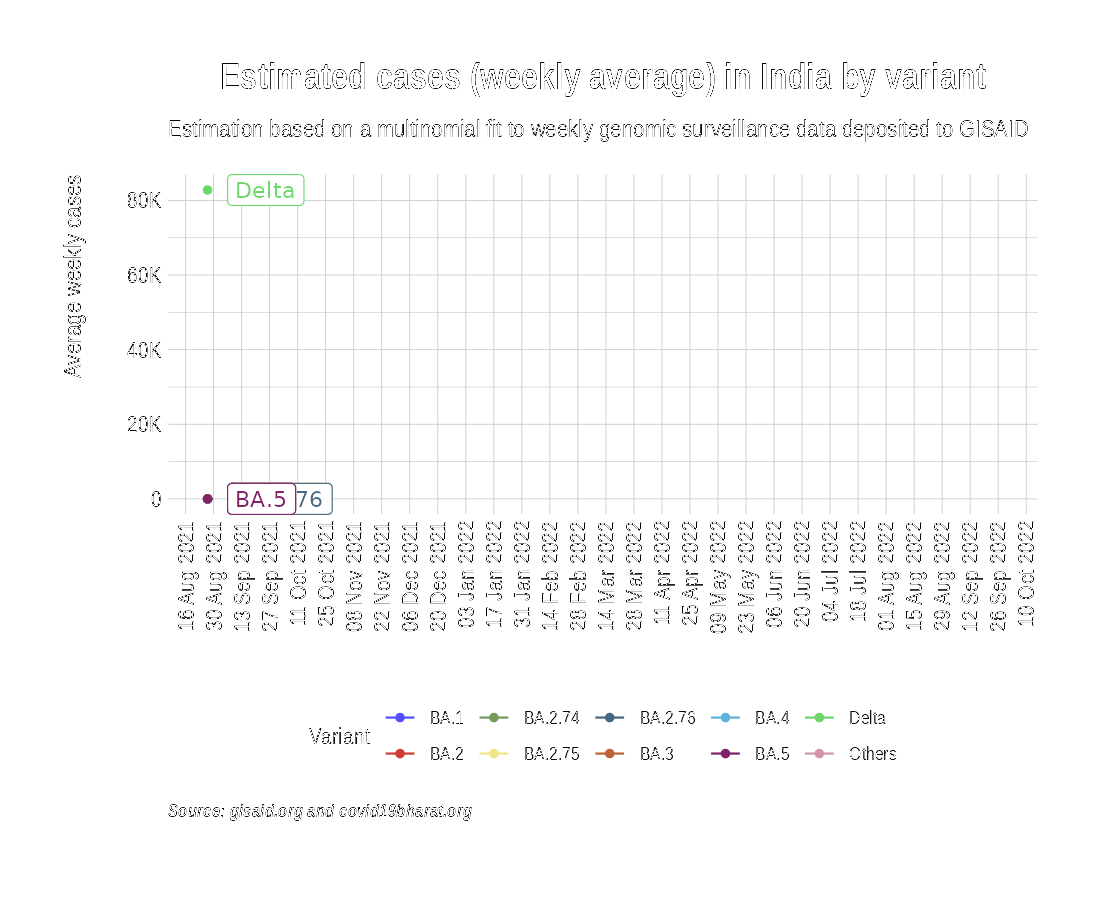 Estimated cases (weekly average) in India by variant
Estimation based on a multinomial fit to weekly genomic surveillance data deposited to GISAID
Average weekly cases
80K
60K
40K
20K
0
Delta
BA.5
76
16 Aug 2021
30 Aug 2021
13 Sep 2021
27 Sep 2021
11 Oct 2021
25 Oct 2021
08 Nov 2021
22 Nov 2021
06 Dec 2021
20 Dec 2021
03 Jan 2022
17 Jan 2022
31 Jan 2022
14 Feb 2022
28 Feb 2022
14 Mar 2022
28 Mar 2022
11 Apr 2022
25 Apr 2022
09 May 2022
23 May 2022
06 Jun 2022
20 Jun 2022
04 Jul 2022
18 Jul 2022
01 Aug 2022
15 Aug 2022
29 Aug 2022
12 Sep 2022
26 Sep 2022
10 Oct 2022
Variant
BA.1 BA.2.74 BA.2.76 BA.4 Delta
BA.2 BA.2.75 BA.3 BA.5 Others
Source: gisaid.org and covid19bharat.org